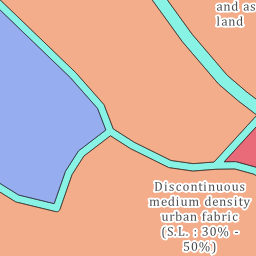 and as
land
Discontinuous
medium density
urban fabric
(S.L. : 30% -
50%)